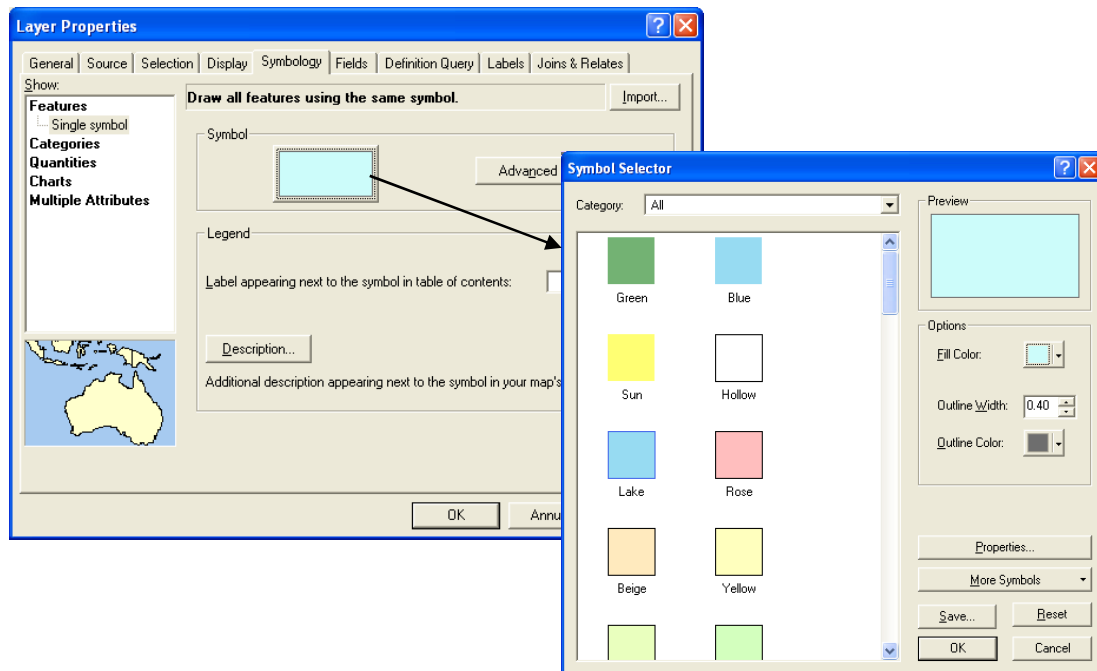 Layer Properties
General Source Selection Display Symbology Fields Definition Query Labels Joins & Relates
Show:
Features
Single symbol
Categories
Quantities
Charts
Multiple Attributes
Draw all features using the same symbol.
Import...
Symbol
Advanced
Legend
Label appearing next to the symbol in table of contents:
Description...
Additional description appearing next to the symbol in your map's
OK
Annu
Symbol Selector
Category: All
Green Blue
Sun Hollow
Lake Rose
Beige Yellow
Preview
Options
Fill Color:
Outline Width: 0.40
Outline Color:
Properties...
More Symbols
Save... Reset
OK Cancel